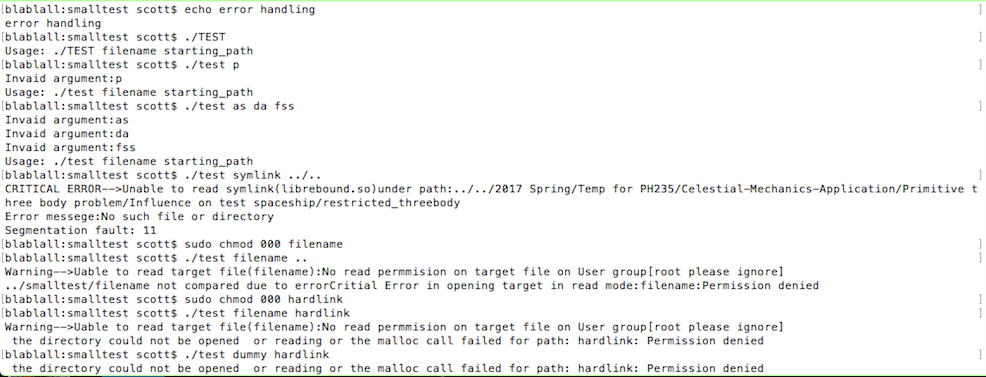 [blablall:smalltest scott$ echo error handling ]
error handling
[blablall:smalltest scott$ ./TEST ]
Usage: ./TEST filename starting_path
[blablall:smalltest scott$ ./test p ]
Invaid argument:p
Usage: ./test filename starting_path
[blablall:smalltest scott$ ./test as da fss ]
Invaid argument:as
Invaid argument:da
Invaid argument:fss
Usage: ./test filename starting_path
[blablall:smalltest scott$ ./test symlink ../.. ]
CRITICAL ERROR-->Unable to read symlink(librebound.so)under path:../../2017 Spring/Temp for PH235/Celestial-Mechanics-Application/Primitive t
hree body problem/Influence on test spaceship/restricted_threebody
Error messege:No such file or directory
Segmentation fault: 11
[blablall:smalltest scott$ sudo chmod 000 filename ]
[blablall:smalltest scott$ ./test filename .. ]
Warning-->Uable to read target file(filename):No read permmision on target file on User group[root please ignore]
../smalltest/filename not compared due to errorCritial Error in opening target in read mode:filename:Permission denied
[blablall:smalltest scott$ sudo chmod 000 hardlink ]
[blablall:smalltest scott$ ./test filename hardlink ]
Warning-->Uable to read target file(filename):No read permmision on target file on User group[root please ignore]
the directory could not be opened  or reading or the malloc call failed for path: hardlink: Permission denied
[blablall:smalltest scott$ ./test dummy hardlink ]
the directory could not be opened  or reading or the malloc call failed for path: hardlink: Permission denied